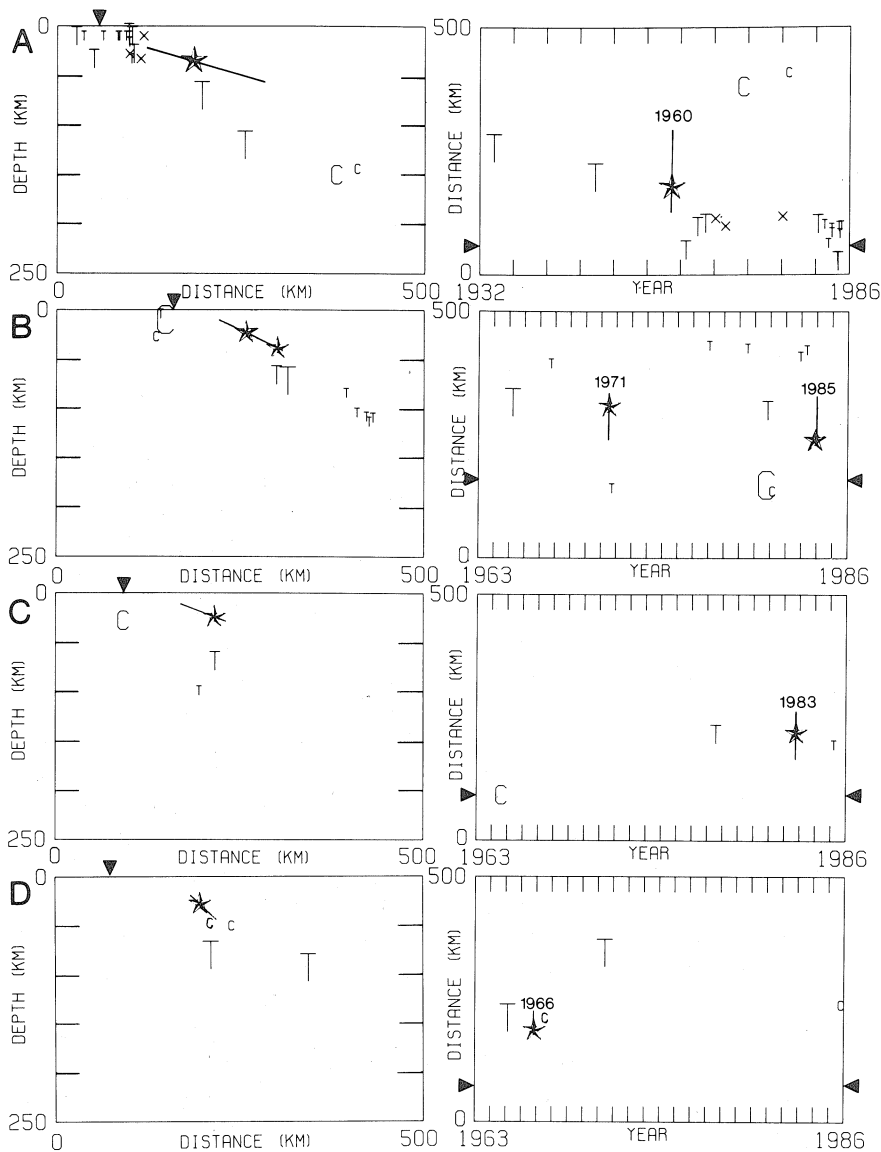 A
0
DEPTH (KM)
250
0
DISTANCE (KM)
500
T T T T T T T T T T
C C
500
DISTANCE (KM)
0
1932
YEAR
1986
1960
T T T T T T T T T T T
C C
B
0
DEPTH (KM)
250
0
DISTANCE (KM)
500
C C
T T T T T T T
500
DISTANCE (KM)
0
1963
YEAR
1986
1971
1985
T T T T T T T T
C C
C
0
DEPTH (KM)
250
0
DISTANCE (KM)
500
C
T
T
500
DISTANCE (KM)
0
1963
YEAR
1986
1983
T
T
C
D
0
DEPTH (KM)
250
0
DISTANCE (KM)
500
C C
T
T
500
DISTANCE (KM)
0
1963
YEAR
1986
1966
T
T
C
C